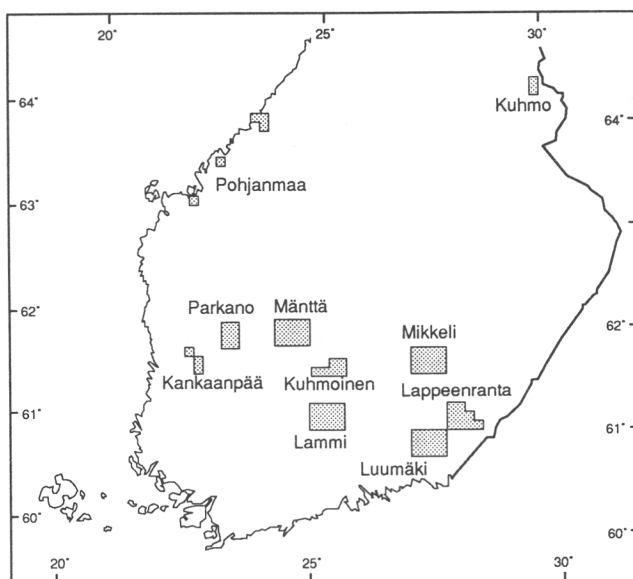 20° 25° 30°
64°
Kuhmo
64°
Pohjanmaa
63°
62°
Parkano Mänttä
62°
Mikkeli
Kankaanpää Kuhmoinen Lappeenranta
61°
61°
Lammi
Luumäki
60°
60°
20° 25° 30°